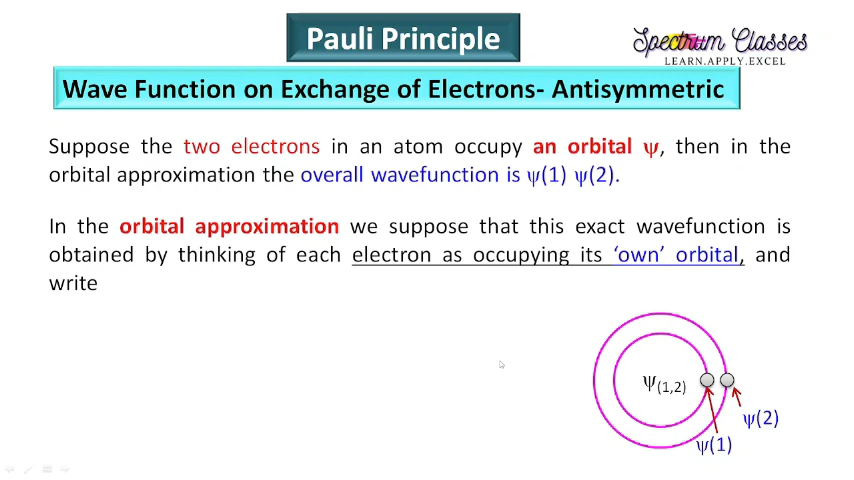 Pauli Principle
Spectrum Classes
LEARN.APPLY.EXCEL
Wave Function on Exchange of Electrons- Antisymmetric
Suppose the two electrons in an atom occupy an orbital ψ, then in the
orbital approximation the overall wavefunction is ψ(1) ψ(2).
In the orbital approximation we suppose that this exact wavefunction is
obtained by thinking of each electron as occupying its ‘own’ orbital, and
write
ψ(1,2)
ψ(2)
ψ(1)